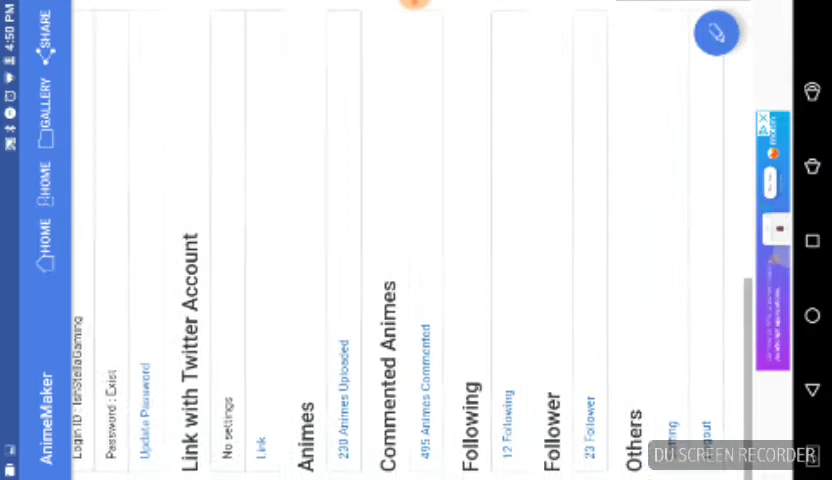 4:50 PM
AnimeMaker HOME HOME GALLERY SHARE
Login ID : IshStellaGaming
Password : Exist
Update Password
Link with Twitter Account
No settings
Link
Animes
230 Animes Uploaded
Commented Animes
495 Animes Commented
Following
12 Following
Follower
23 Follower
Others
DU SCREEN RECORDER